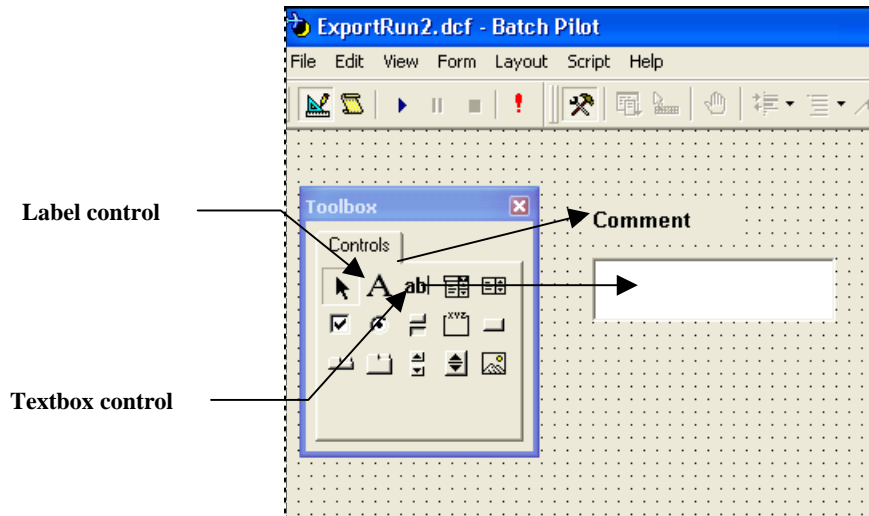 ExportRun2.dcf - Batch Pilot
File Edit View Form Layout Script Help
Label control
Toolbox
Comment
Controls
A ab
xyz
Textbox control